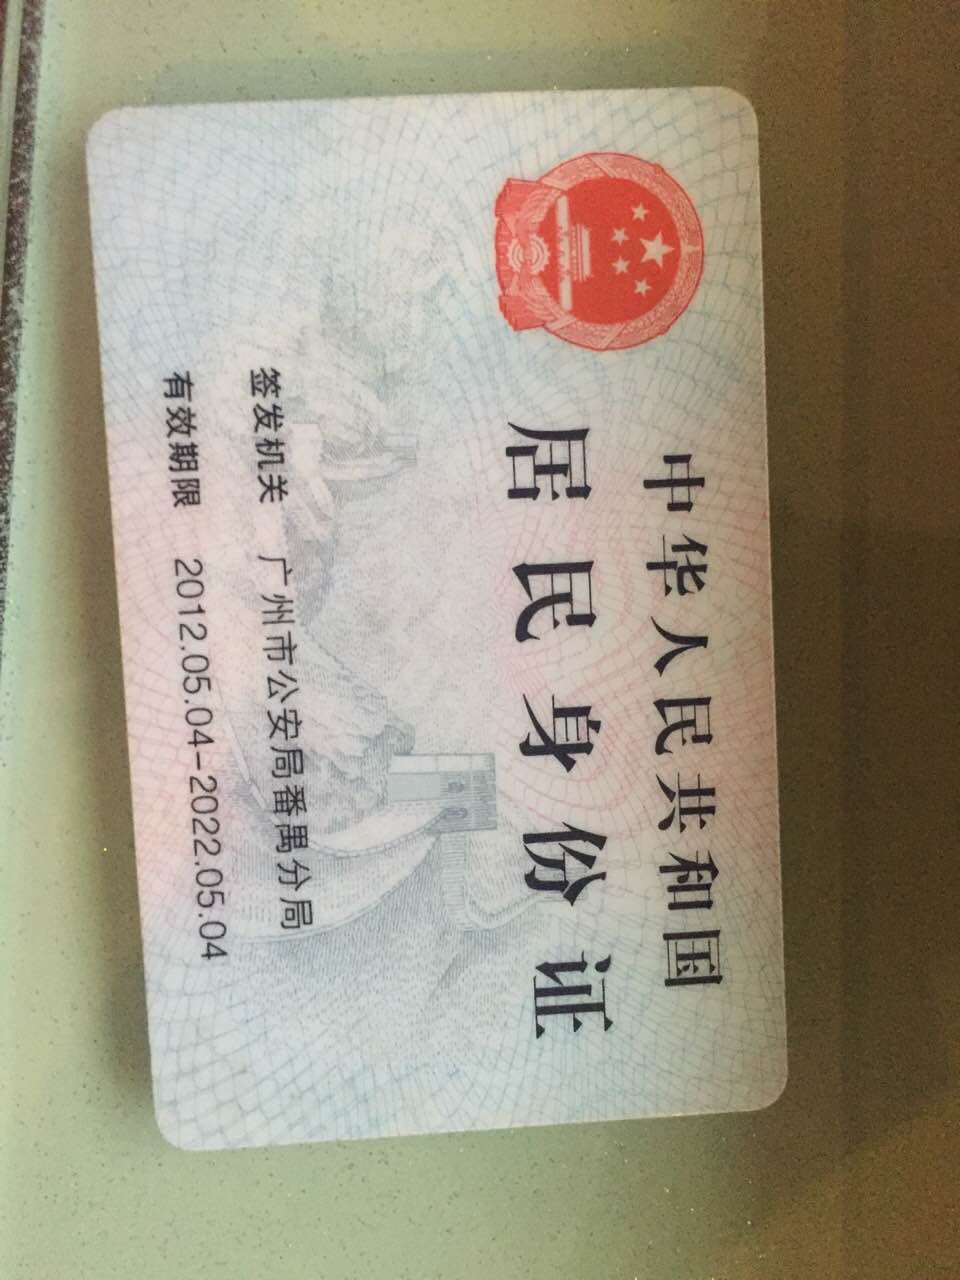 中华人民共和国
居民身份证
签发机关 广州市公安局番禺分局
有效期限 2012.05.04-2022.05.04